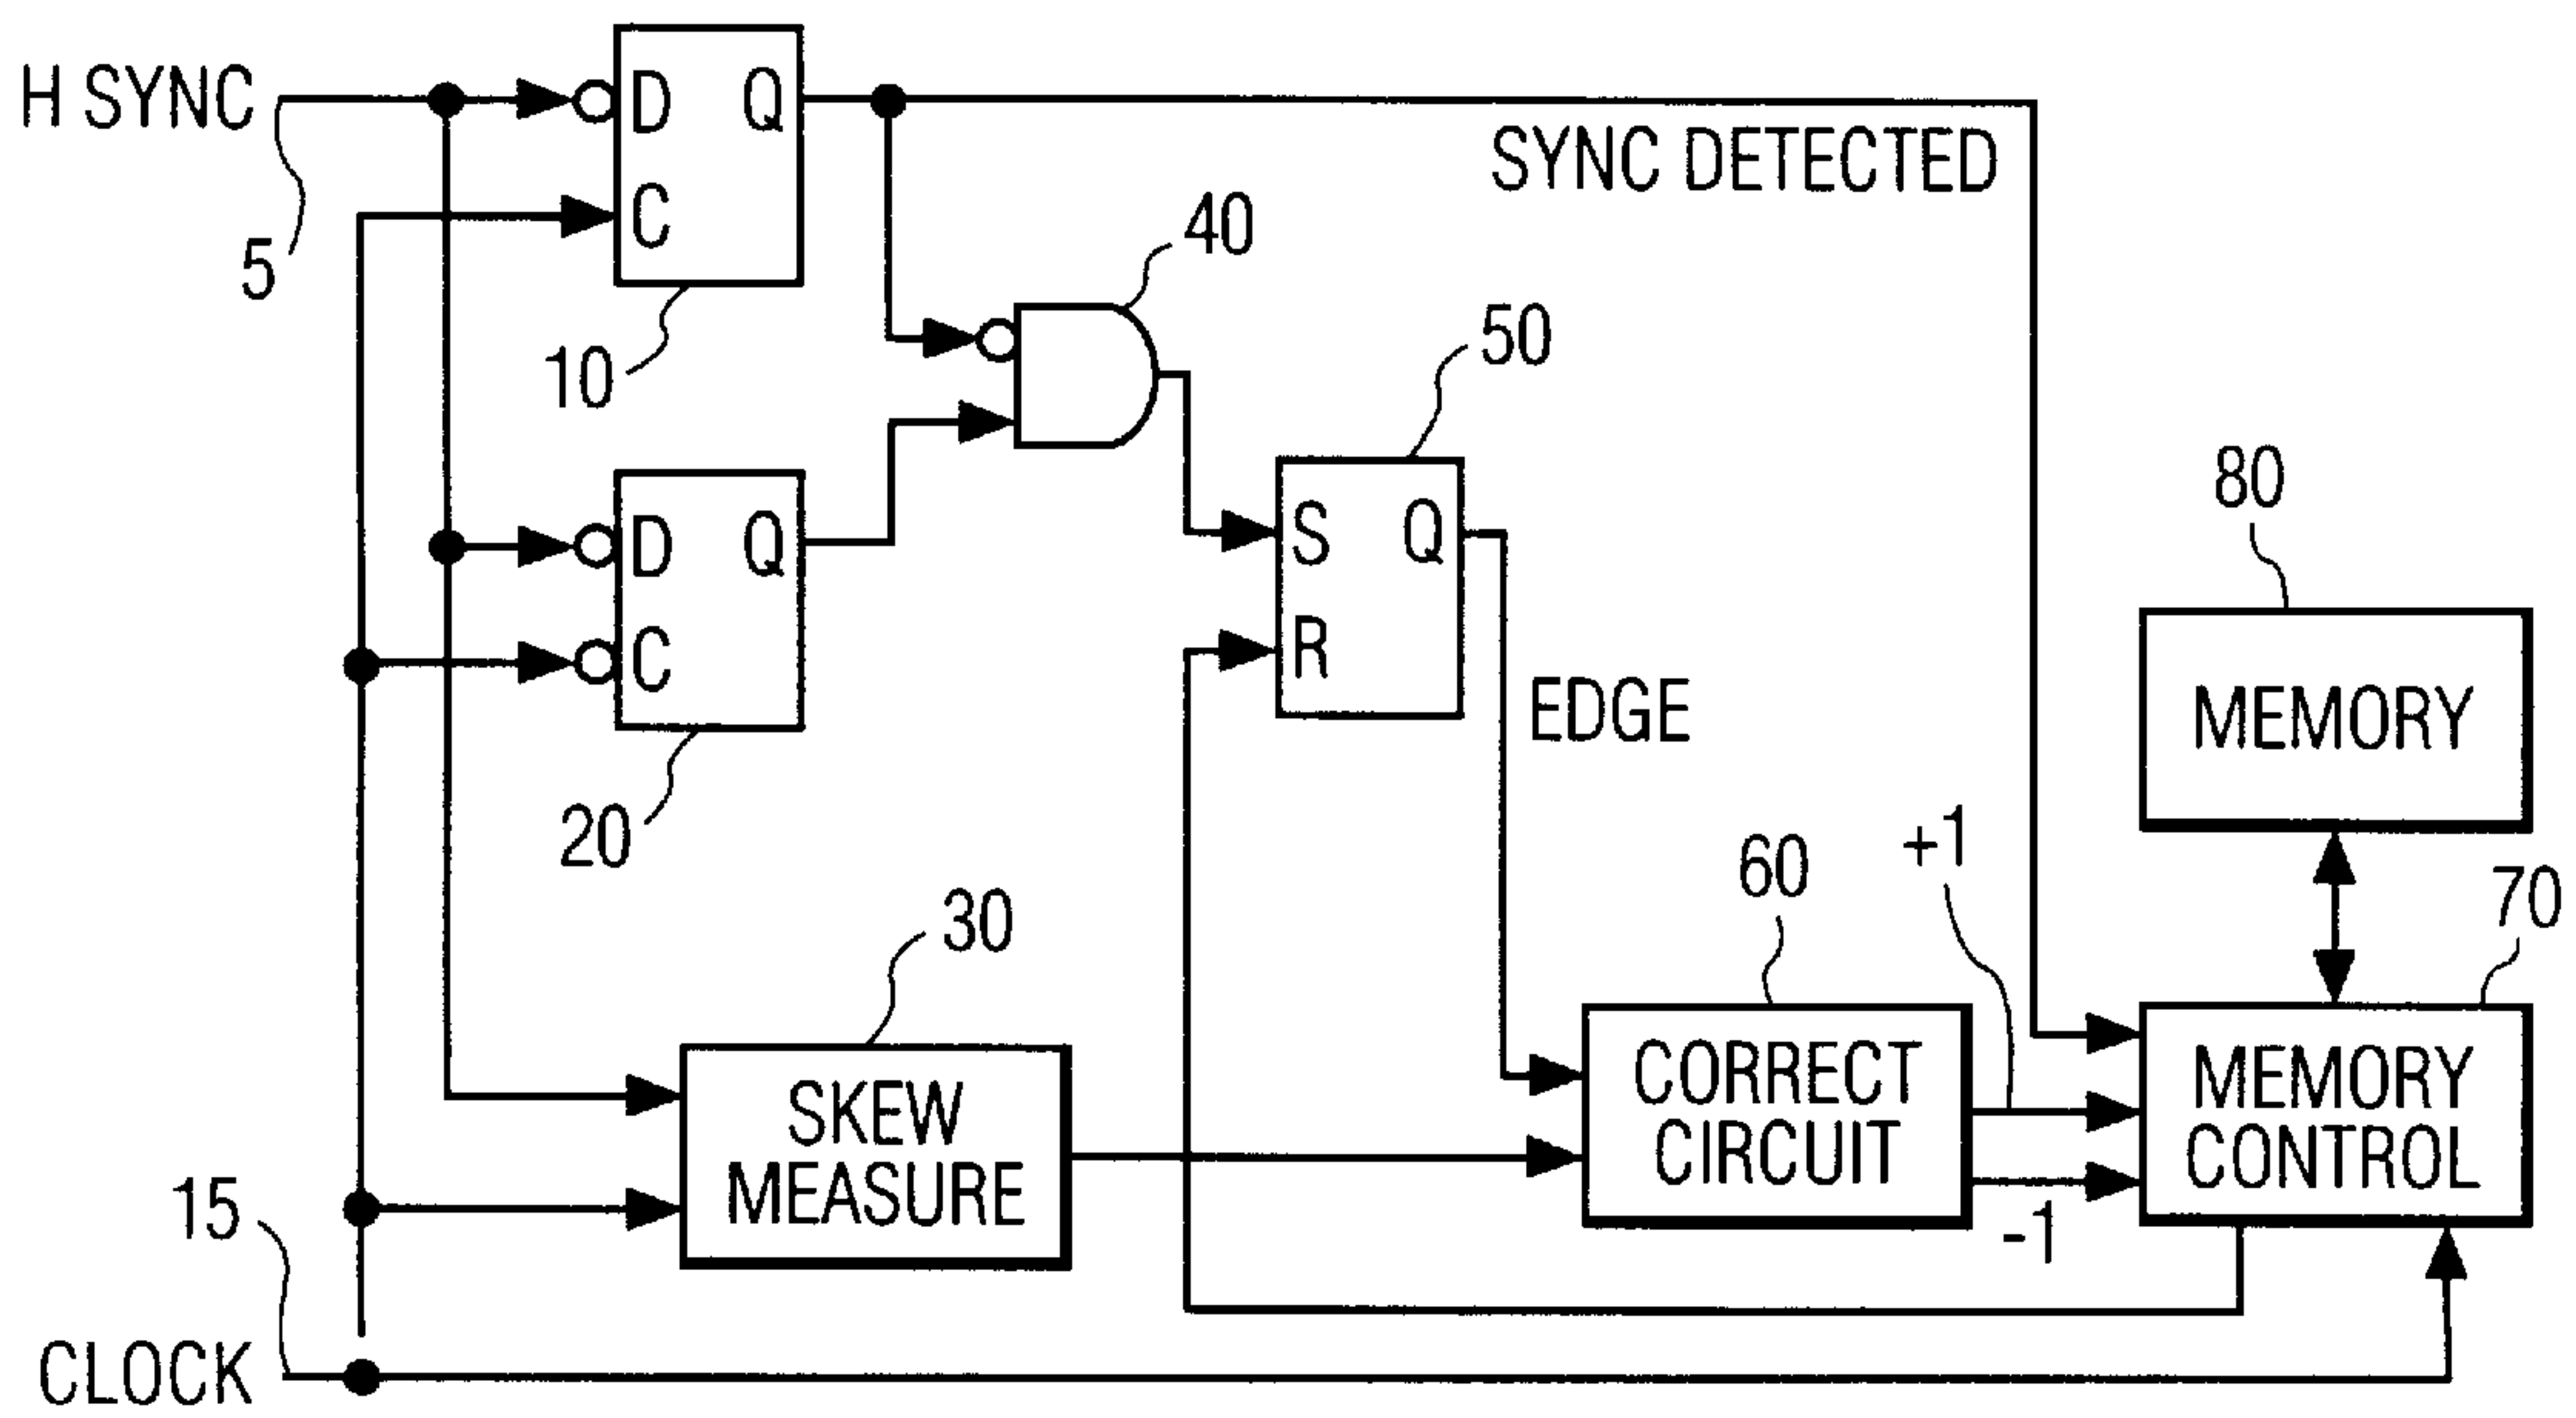 H SYNC
5
D Q
C
10
SYNC DETECTED
40
D Q
C
20
50
S Q
R
EDGE
80
MEMORY
30
SKEW
MEASURE
60
CORRECT
CIRCUIT
+1
-1
70
MEMORY
CONTROL
15
CLOCK